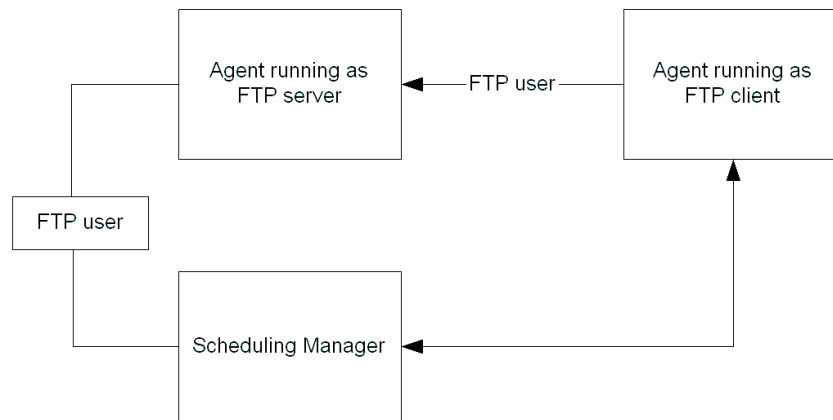 Agent running as
FTP server
FTP user
Agent running as
FTP client
FTP user
Scheduling Manager